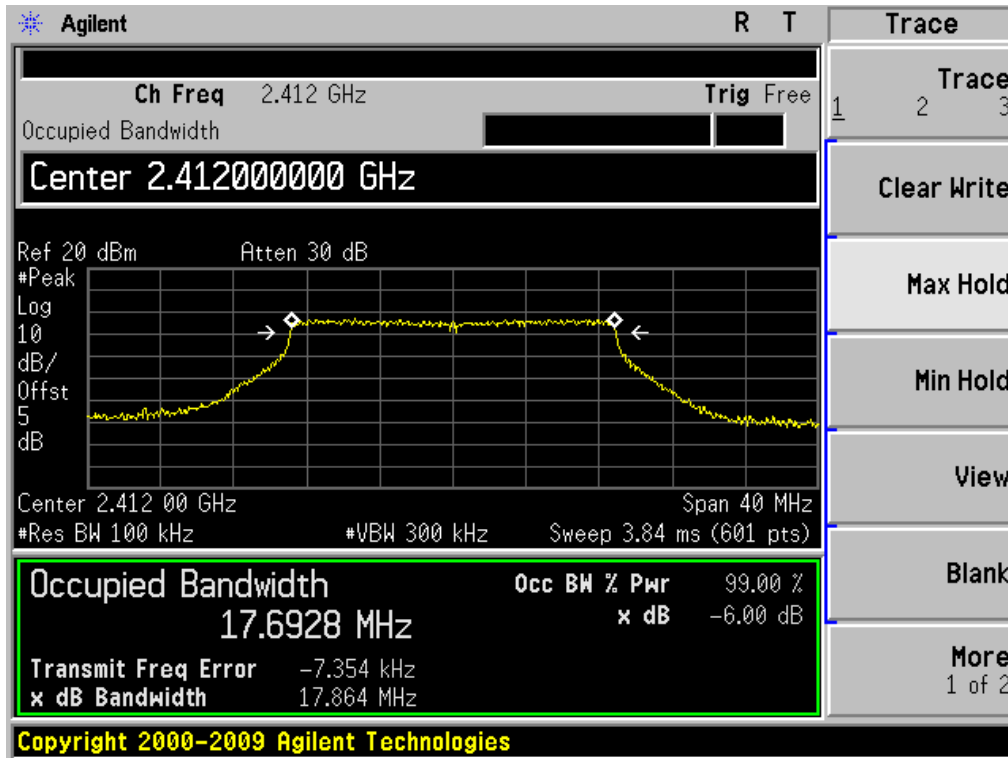 Agilent R T
Trace
Ch Freq 2.412 GHz Trig Free
Occupied Bandwidth
Center 2.412000000 GHz
Ref 20 dBm Atten 30 dB
#Peak
Log
10
dB/
Offst
5
dB
Center 2.412 00 GHz Span 40 MHz
#Res BW 100 kHz #VBW 300 kHz Sweep 3.84 ms (601 pts)
Occupied Bandwidth
17.6928 MHz
Occ BW % Pwr 99.00 %
x dB -6.00 dB
Transmit Freq Error -7.354 kHz
x dB Bandwidth 17.864 MHz
Copyright 2000-2009 Agilent Technologies
Trace
1 2 3
Clear Write
Max Hold
Min Hold
View
Blank
More
1 of 2